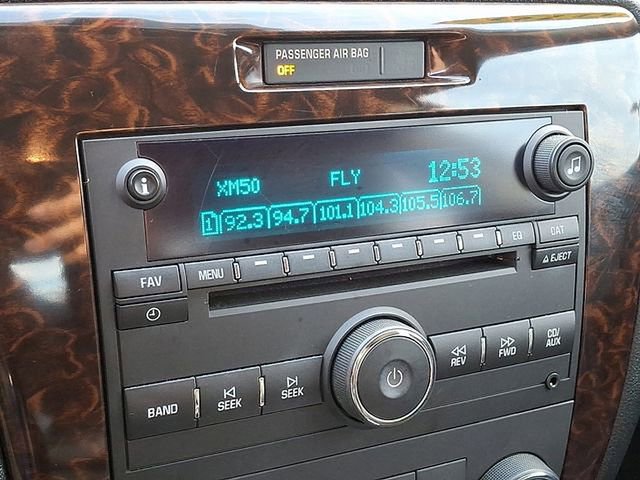 PASSENGER AIR BAG
OFF
XM50 FLY 12:53
1 92.3 94.7 101.1 104.3 105.5 106.7
FAV MENU EQ CAT
EJECT
BAND SEEK SEEK REV FWD CD/
AUX